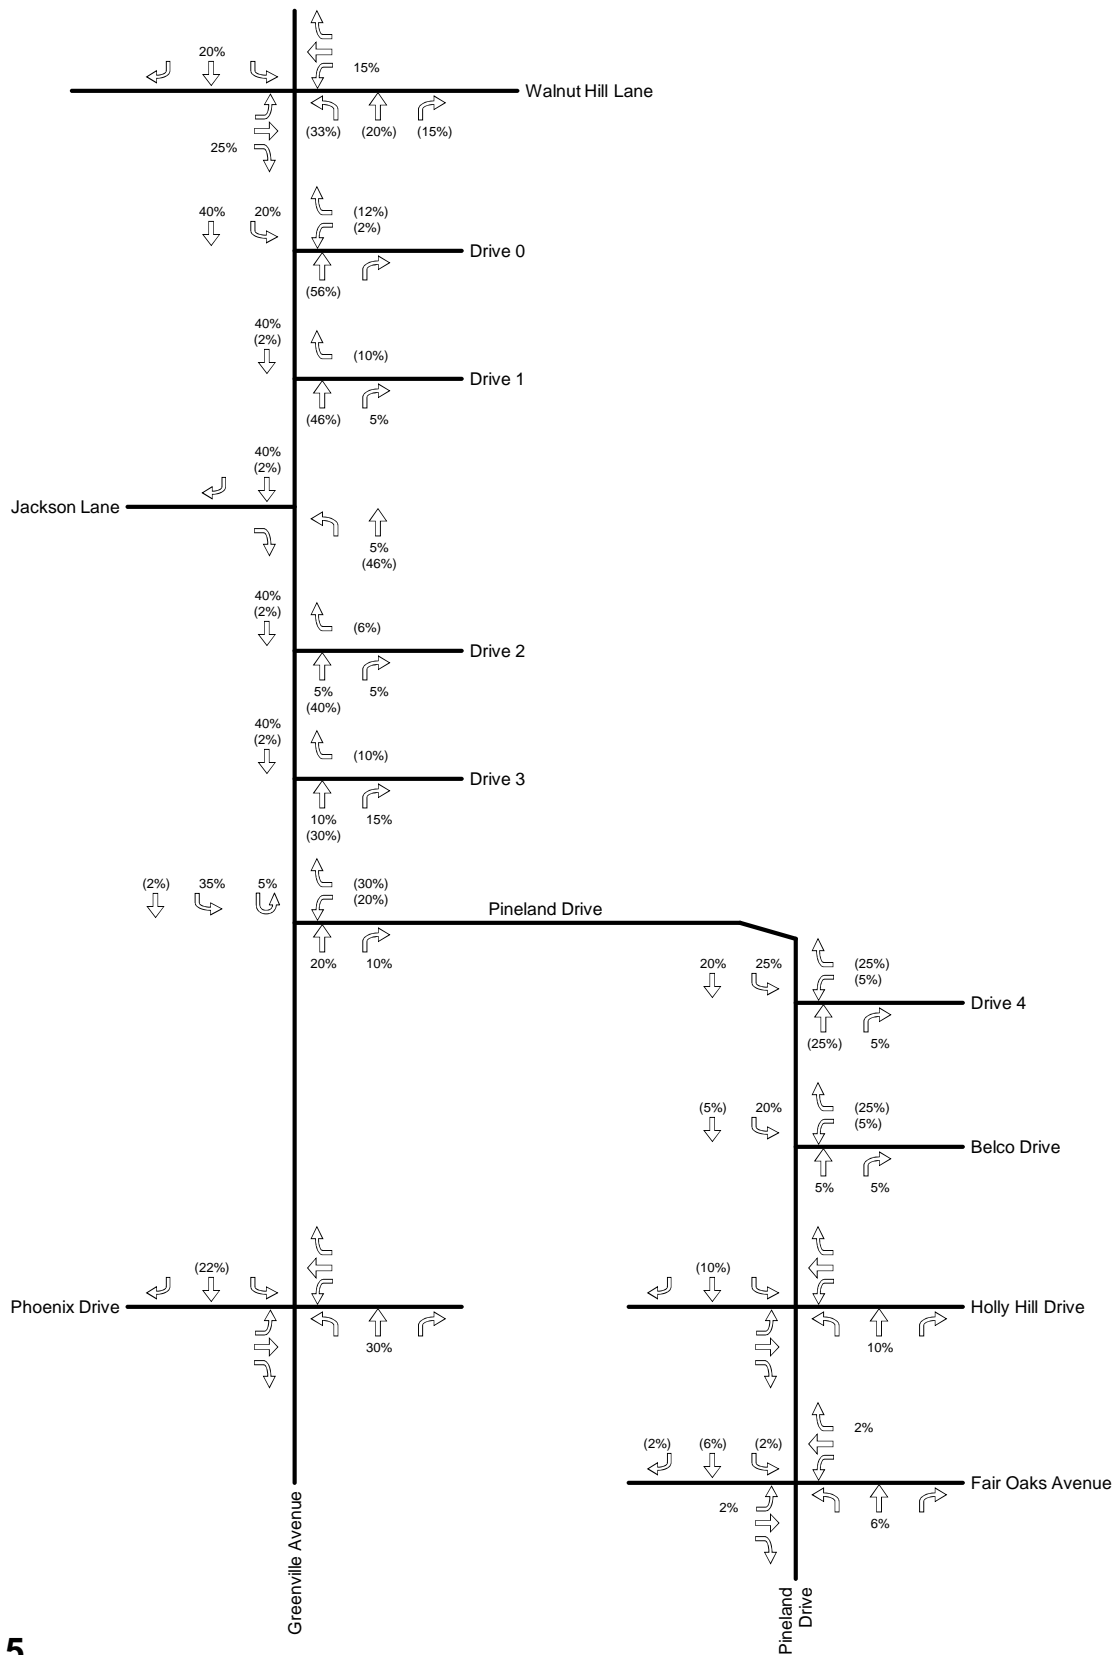 20%
15%
Walnut Hill Lane
(33%) (20%) (15%)
25%
40% 20% (12%)
(2%)
Drive 0
(56%)
40%
(2%)
(10%)
Drive 1
(46%) 5%
40%
(2%)
Jackson Lane
5%
(46%)
40%
(2%)
(6%)
Drive 2
5% 5%
(40%)
40%
(2%)
(10%)
Drive 3
10% 15%
(30%)
(2%) 35% 5% (30%)
(20%)
Pineland Drive
20% 10%
20% 25% (25%)
(5%)
Drive 4
(25%) 5%
(5%) 20% (25%)
(5%)
Belco Drive
5% 5%
(22%)
Phoenix Drive
30%
(10%)
Holly Hill Drive
10%
2%
(2%) (6%) (2%)
Fair Oaks Avenue
2%
6%
Greenville Avenue
Pineland
Drive
5